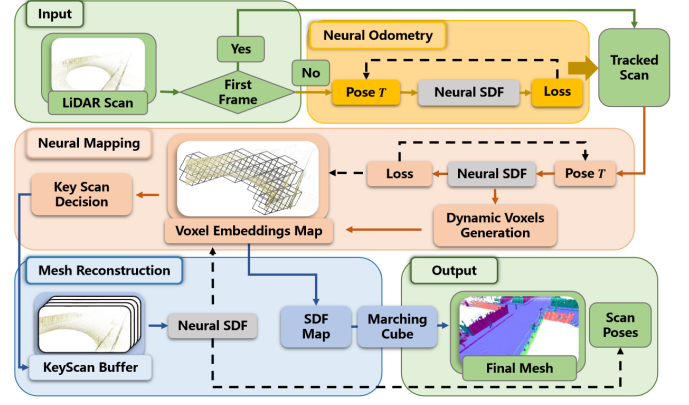 Input
Yes
LiDAR Scan
First
Frame
No
Neural Odometry
Pose T
Neural SDF
Loss
Tracked
Scan
Neural Mapping
Key Scan
Decision
Voxel Embeddings Map
Loss
Neural SDF
Pose T
Dynamic Voxels
Generation
Mesh Reconstruction
KeyScan Buffer
Neural SDF
SDF
Map
Marching
Cube
Output
Final Mesh
Scan
Poses